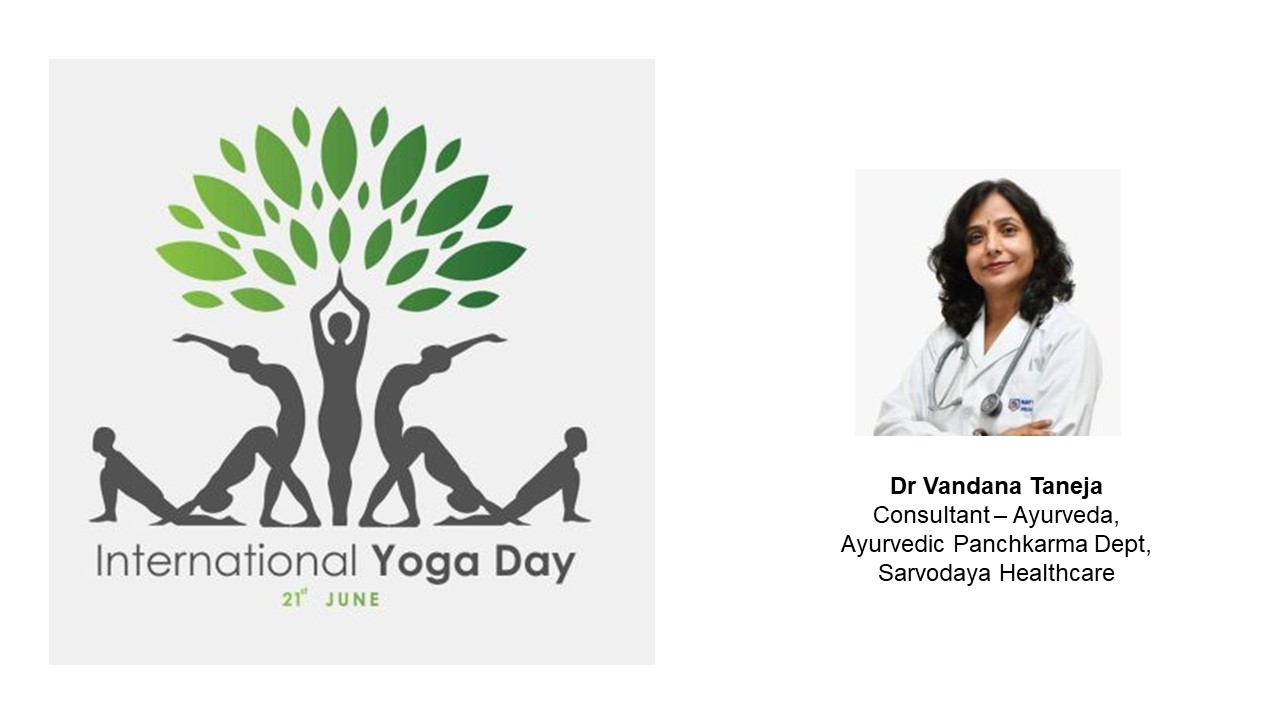 International Yoga Day
21st JUNE
Dr Vandana Taneja
Consultant – Ayurveda,
Ayurvedic Panchkarma Dept,
Sarvodaya Healthcare